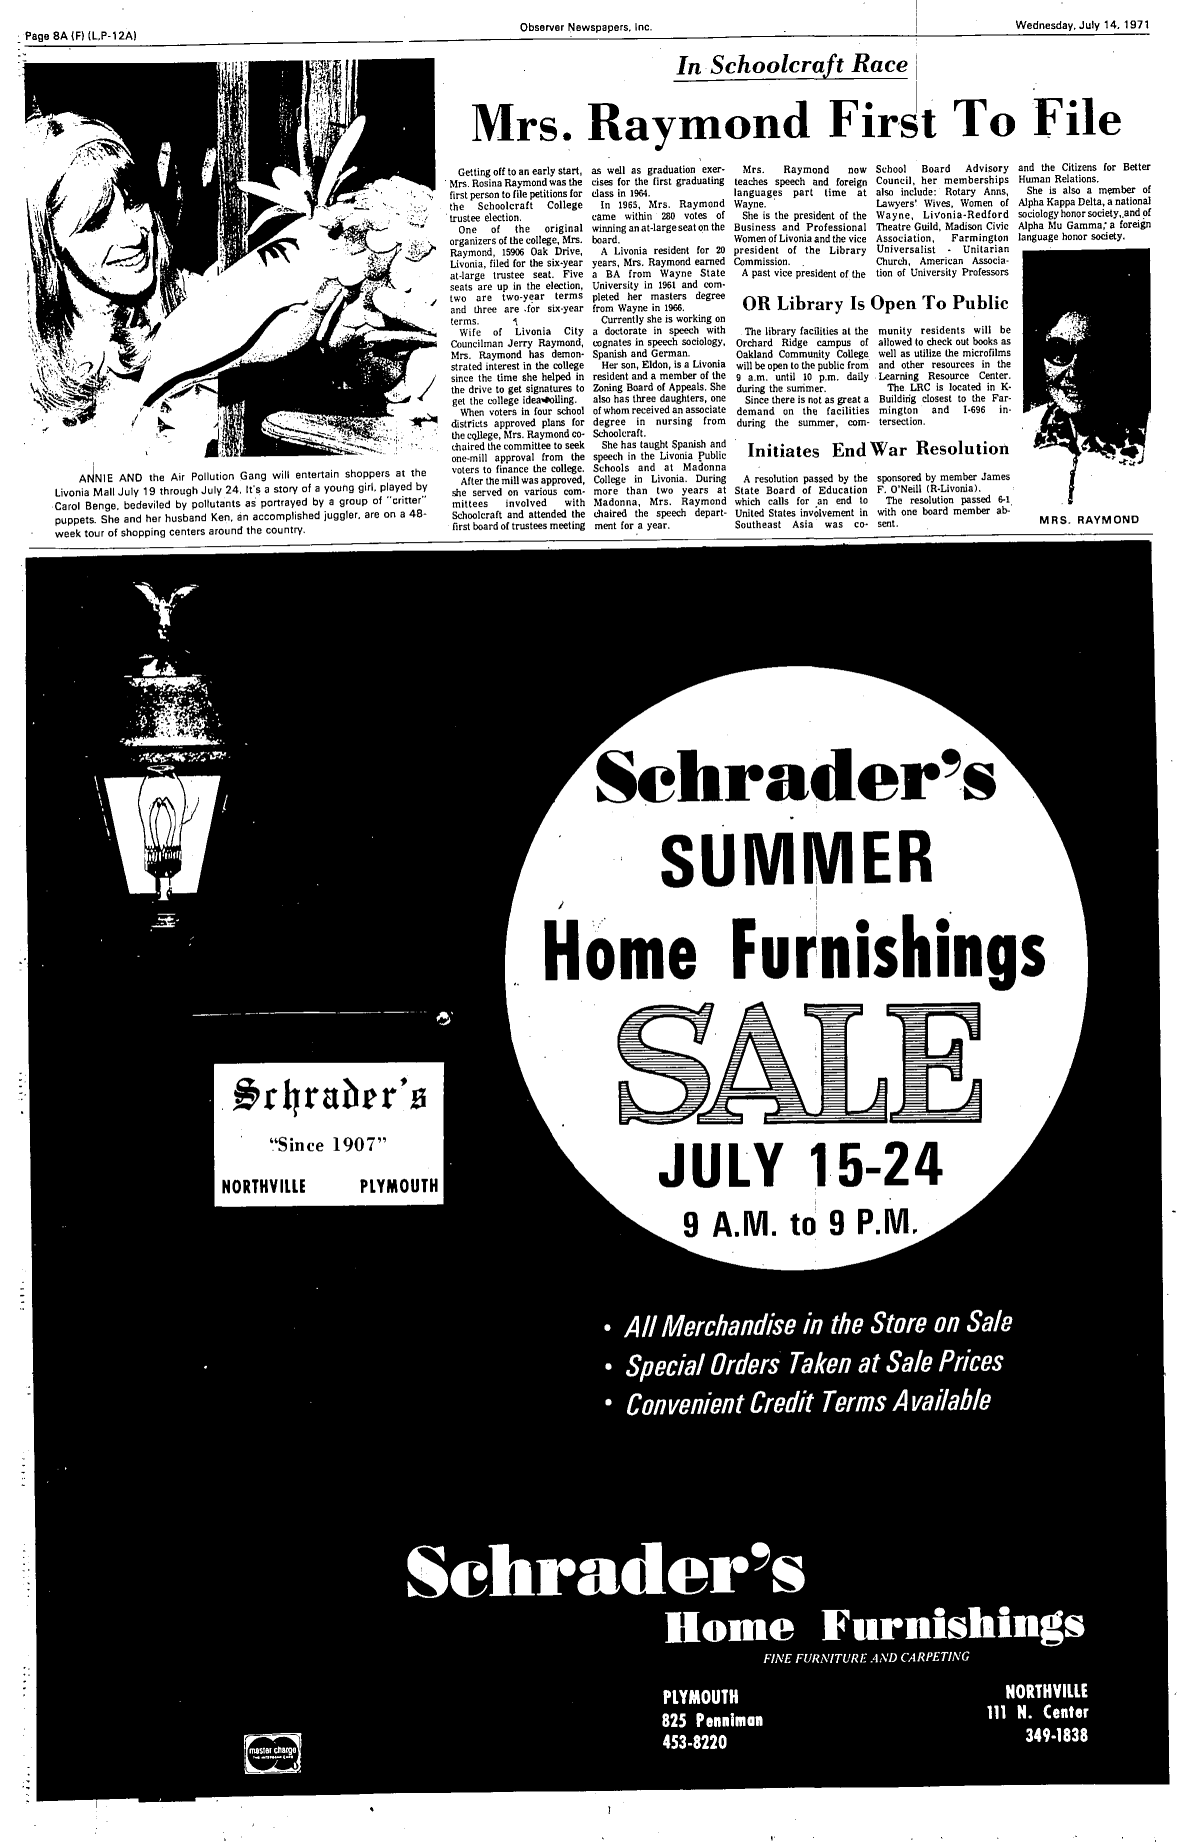 Page 8A (F) (L,P-12A)
Observer Newspapers, Inc.
Wednesday, July 14, 1971
ANNIE AND the Air Pollution Gang will entertain shoppers at the
Livonia Mall July 19 through July 24. It's a story of a young girl, played by
Carol Benge, bedeviled by pollutants as portrayed by a group of "critter"
puppets. She and her husband Ken, an accomplished juggler, are on a 48-
week tour of shopping centers around the country.
In Schoolcraft Race
Mrs. Raymond First To File
Getting off to an early start,
Mrs. Rosina Raymond was the
first person to file petitions for
the Schoolcraft College
trustee election.
One of the original
organizers of the college, Mrs.
Raymond, 15906 Oak Drive,
Livonia, filed for the six-year
at-large trustee seat. Five
seats are up in the election,
two are two-year terms
and three are for six-year
terms.
Wife of Livonia City
Councilman Jerry Raymond,
Mrs. Raymond has demon-
strated interest in the college
since the time she helped in
the drive to get signatures to
get the college idea rolling.
When voters in four school
districts approved plans for
the college, Mrs. Raymond co-
chaired the committee to seek
one-mill approval from the
voters to finance the college.
After the mill was approved,
she served on various com-
mittees involved with
Schoolcraft and attended the
first board of trustees meeting
as well as graduation exer-
cises for the first graduating
class in 1964.
In 1965, Mrs. Raymond
came within 280 votes of
winning an at-large seat on the
board.
A Livonia resident for 20
years, Mrs. Raymond earned
a BA from Wayne State
University in 1961 and com-
pleted her masters degree
from Wayne in 1966.
Currently she is working on
a doctorate in speech with
cognates in speech sociology,
Spanish and German.
Her son, Eldon, is a Livonia
resident and a member of the
Zoning Board of Appeals. She
also has three daughters, one
of whom received an associate
degree in nursing from
Schoolcraft.
She has taught Spanish and
speech in the Livonia Public
Schools and at Madonna
College in Livonia. During
more than two years at
Madonna, Mrs. Raymond
chaired the speech depart-
ment for a year.
Mrs. Raymond now
teaches speech and foreign
languages part time at
Wayne.
She is the president of the
Business and Professional
Women of Livonia and the vice
president of the Library
Commission.
A past vice president of the
School Board Advisory
Council, her memberships
also include: Rotary Anns,
Lawyers' Wives, Women of
Wayne, Livonia-Redford
Theatre Guild, Madison Civic
Association, Farmington
Universalist - Unitarian
Church, American Associa-
tion of University Professors
and the Citizens for Better
Human Relations.
She is also a member of
Alpha Kappa Delta, a national
sociology honor society, and of
Alpha Mu Gamma, a foreign
language honor society.
MRS. RAYMOND
OR Library Is Open To Public
The library facilities at the
Orchard Ridge campus of
Oakland Community College
will be open to the public from
9 a.m. until 10 p.m. daily
during the summer.
Since there is not as great a
demand on the facilities
during the summer, com-
munity residents will be
allowed to check out books as
well as utilize the microfilms
and other resources in the
Learning Resource Center.
The LRC is located in K-
Building closest to the Far-
mington and I-696 in-
tersection.
Initiates End War Resolution
A resolution passed by the
State Board of Education
which calls for an end to
United States involvement in
Southeast Asia was co-
sponsored by member James
F. O'Neill (R-Livonia).
The resolution passed 6-1
with one board member ab-
sent.
Schrader's
SUMMER
Home Furnishings
SALE
JULY 15-24
9 A.M. to 9 P.M.
Schrader's
"Since 1907"
NORTHVILLE PLYMOUTH
• All Merchandise in the Store on Sale
• Special Orders Taken at Sale Prices
• Convenient Credit Terms Available
Schrader's
Home Furnishings
FINE FURNITURE AND CARPETING
PLYMOUTH
825 Penniman
453-8220
NORTHVILLE
111 N. Center
349-1838
master charge
THE INTERBANK CARD